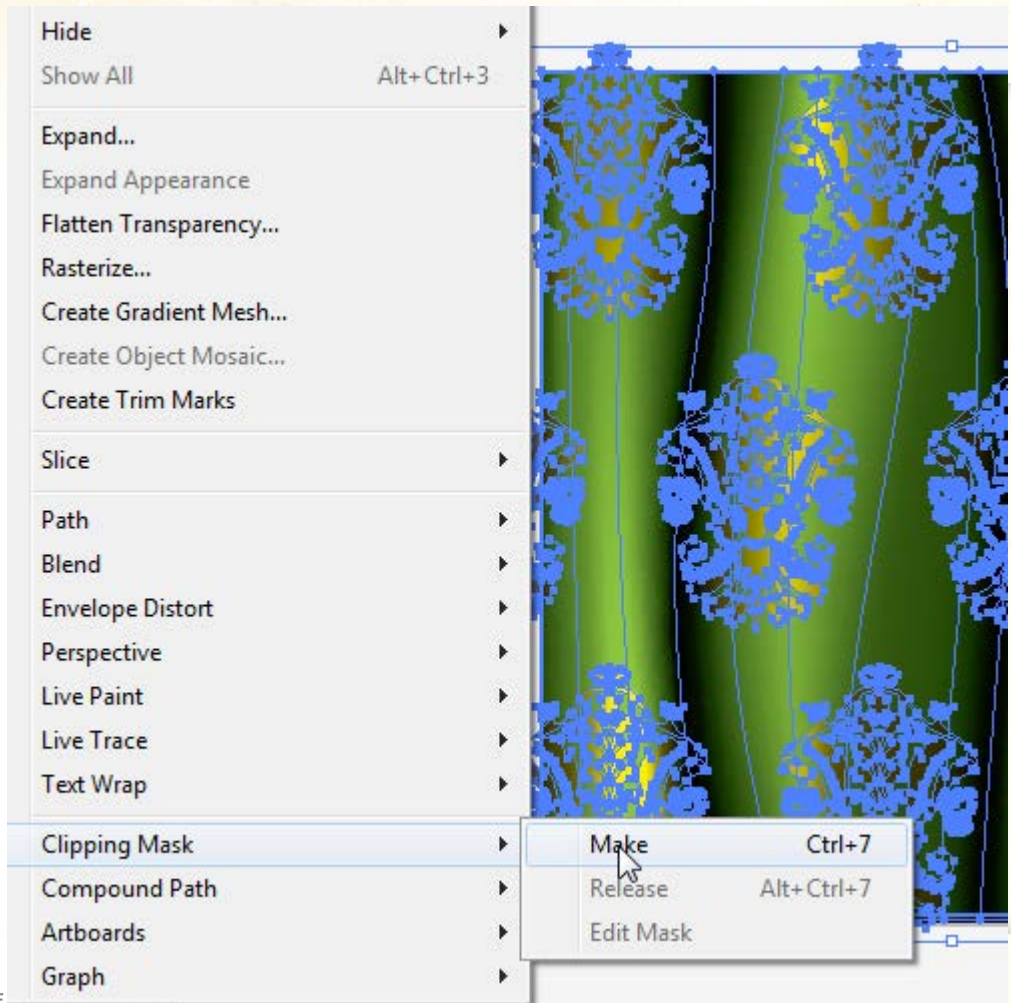 Hide
Show All Alt+Ctrl+3
Expand...
Expand Appearance
Flatten Transparency...
Rasterize...
Create Gradient Mesh...
Create Object Mosaic...
Create Trim Marks
Slice
Path
Blend
Envelope Distort
Perspective
Live Paint
Live Trace
Text Wrap
Clipping Mask
Make Ctrl+7
Compound Path
Release Alt+Ctrl+7
Artboards
Edit Mask
Graph